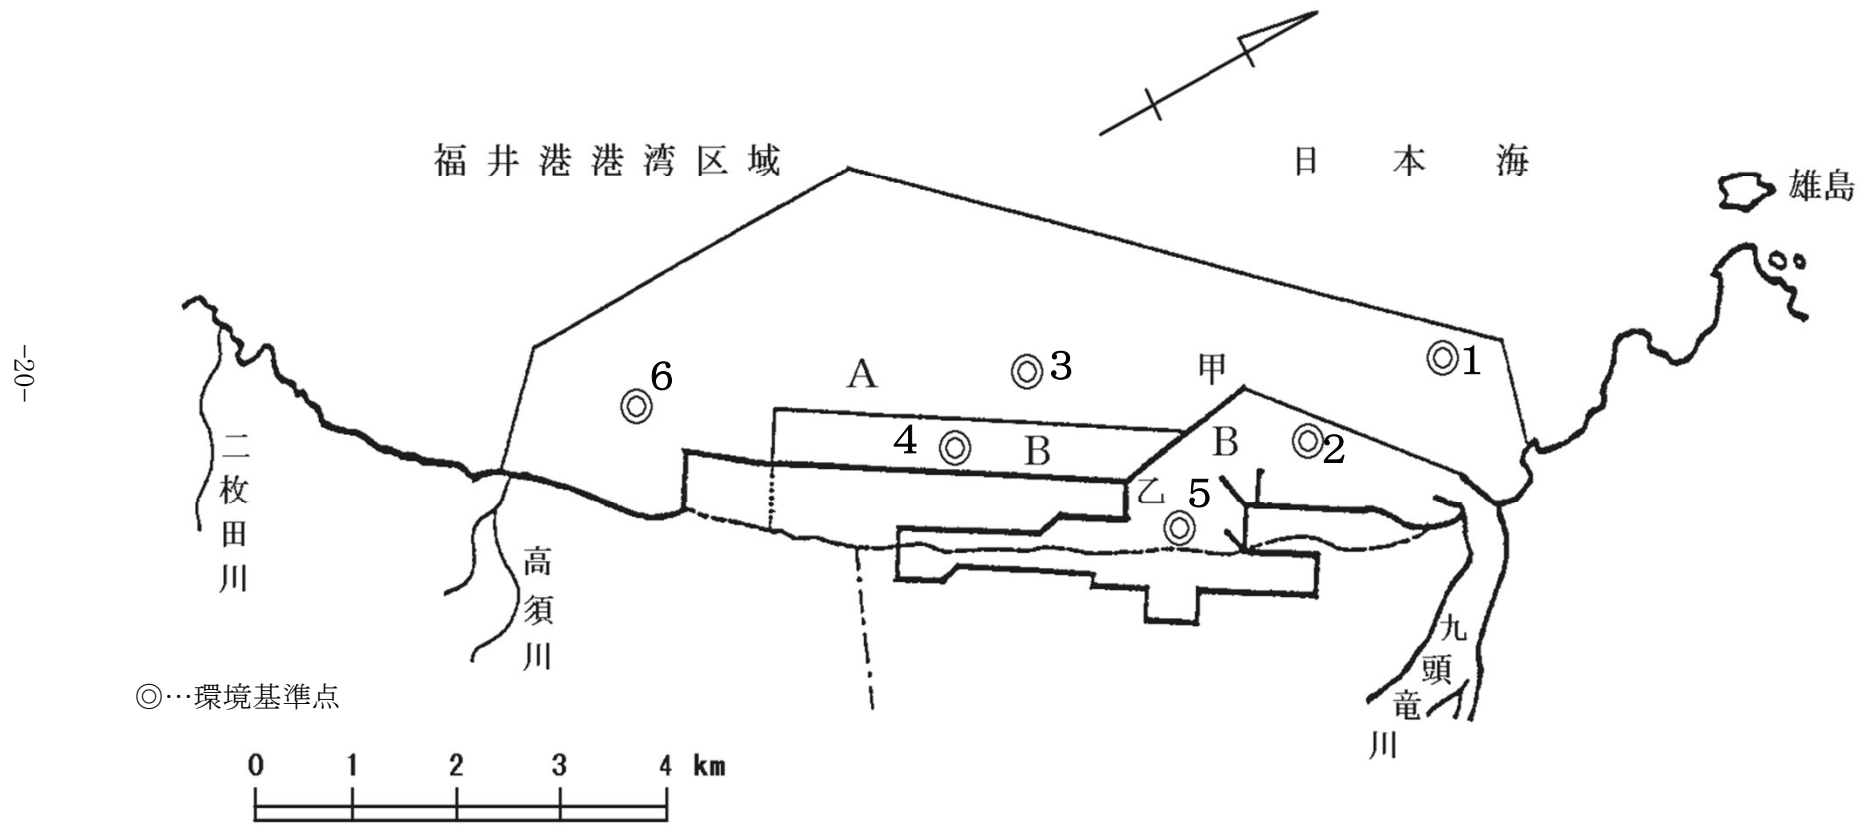 福井港港湾区域
日本海
雄島
-20-
6
A
3
甲
1
4
B
B
2
乙
5
二枚田川
高須川
九頭竜川
◎…環境基準点
0 1 2 3 4 km